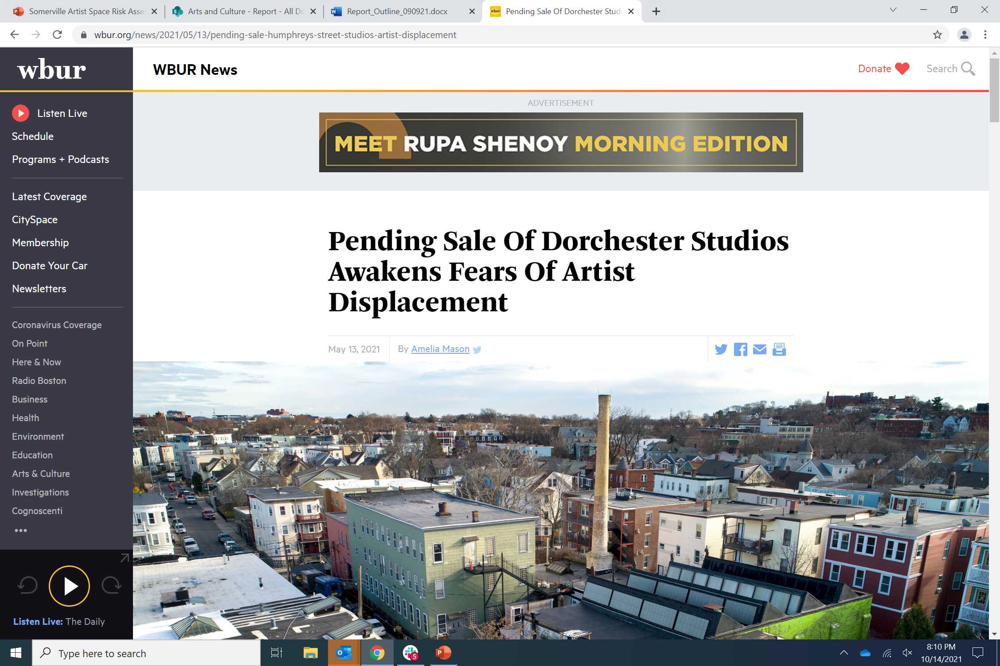 Somerville Artist Space Risk Asse
Arts and Culture - Report - All Do
Report_Outline_090921.docx
Pending Sale Of Dorchester Studi
wbur.org/news/2021/05/13/pending-sale-humphreys-street-studios-artist-displacement
wbur
WBUR News
Donate
Search
Listen Live
Schedule
Programs + Podcasts
Latest Coverage
CitySpace
Membership
Donate Your Car
Newsletters
Coronavirus Coverage
On Point
Here & Now
Radio Boston
Business
Health
Environment
Education
Arts & Culture
Investigations
Cognoscenti
Listen Live: The Daily
ADVERTISEMENT
MEET RUPA SHENOY MORNING EDITION
Pending Sale Of Dorchester Studios
Awakens Fears Of Artist
Displacement
May 13, 2021
By Amelia Mason
Type here to search
5
8:10 PM
10/14/2021